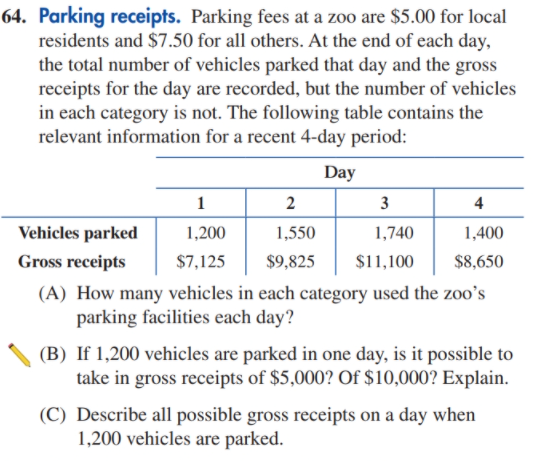 64. Parking receipts. Parking fees at a zoo are $5.00 for local
residents and $7.50 for all others. At the end of each day,
the total number of vehicles parked that day and the gross
receipts for the day are recorded, but the number of vehicles
in each category is not. The following table contains the
relevant information for a recent 4-day period:
Day
1 2 3 4
Vehicles parked 1,200 1,550 1,740 1,400
Gross receipts $7,125 $9,825 $11,100 $8,650
(A) How many vehicles in each category used the zoo's
parking facilities each day?
(B) If 1,200 vehicles are parked in one day, is it possible to
take in gross receipts of $5,000? Of $10,000? Explain.
(C) Describe all possible gross receipts on a day when
1,200 vehicles are parked.